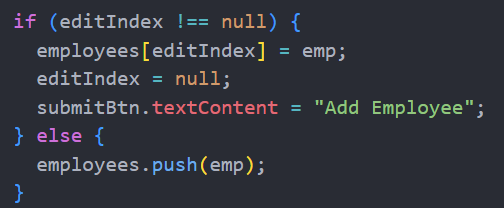 if (editIndex !== null) {
  employees[editIndex] = emp;
  editIndex = null;
  submitBtn.textContent = "Add Employee";
} else {
  employees.push(emp);
}